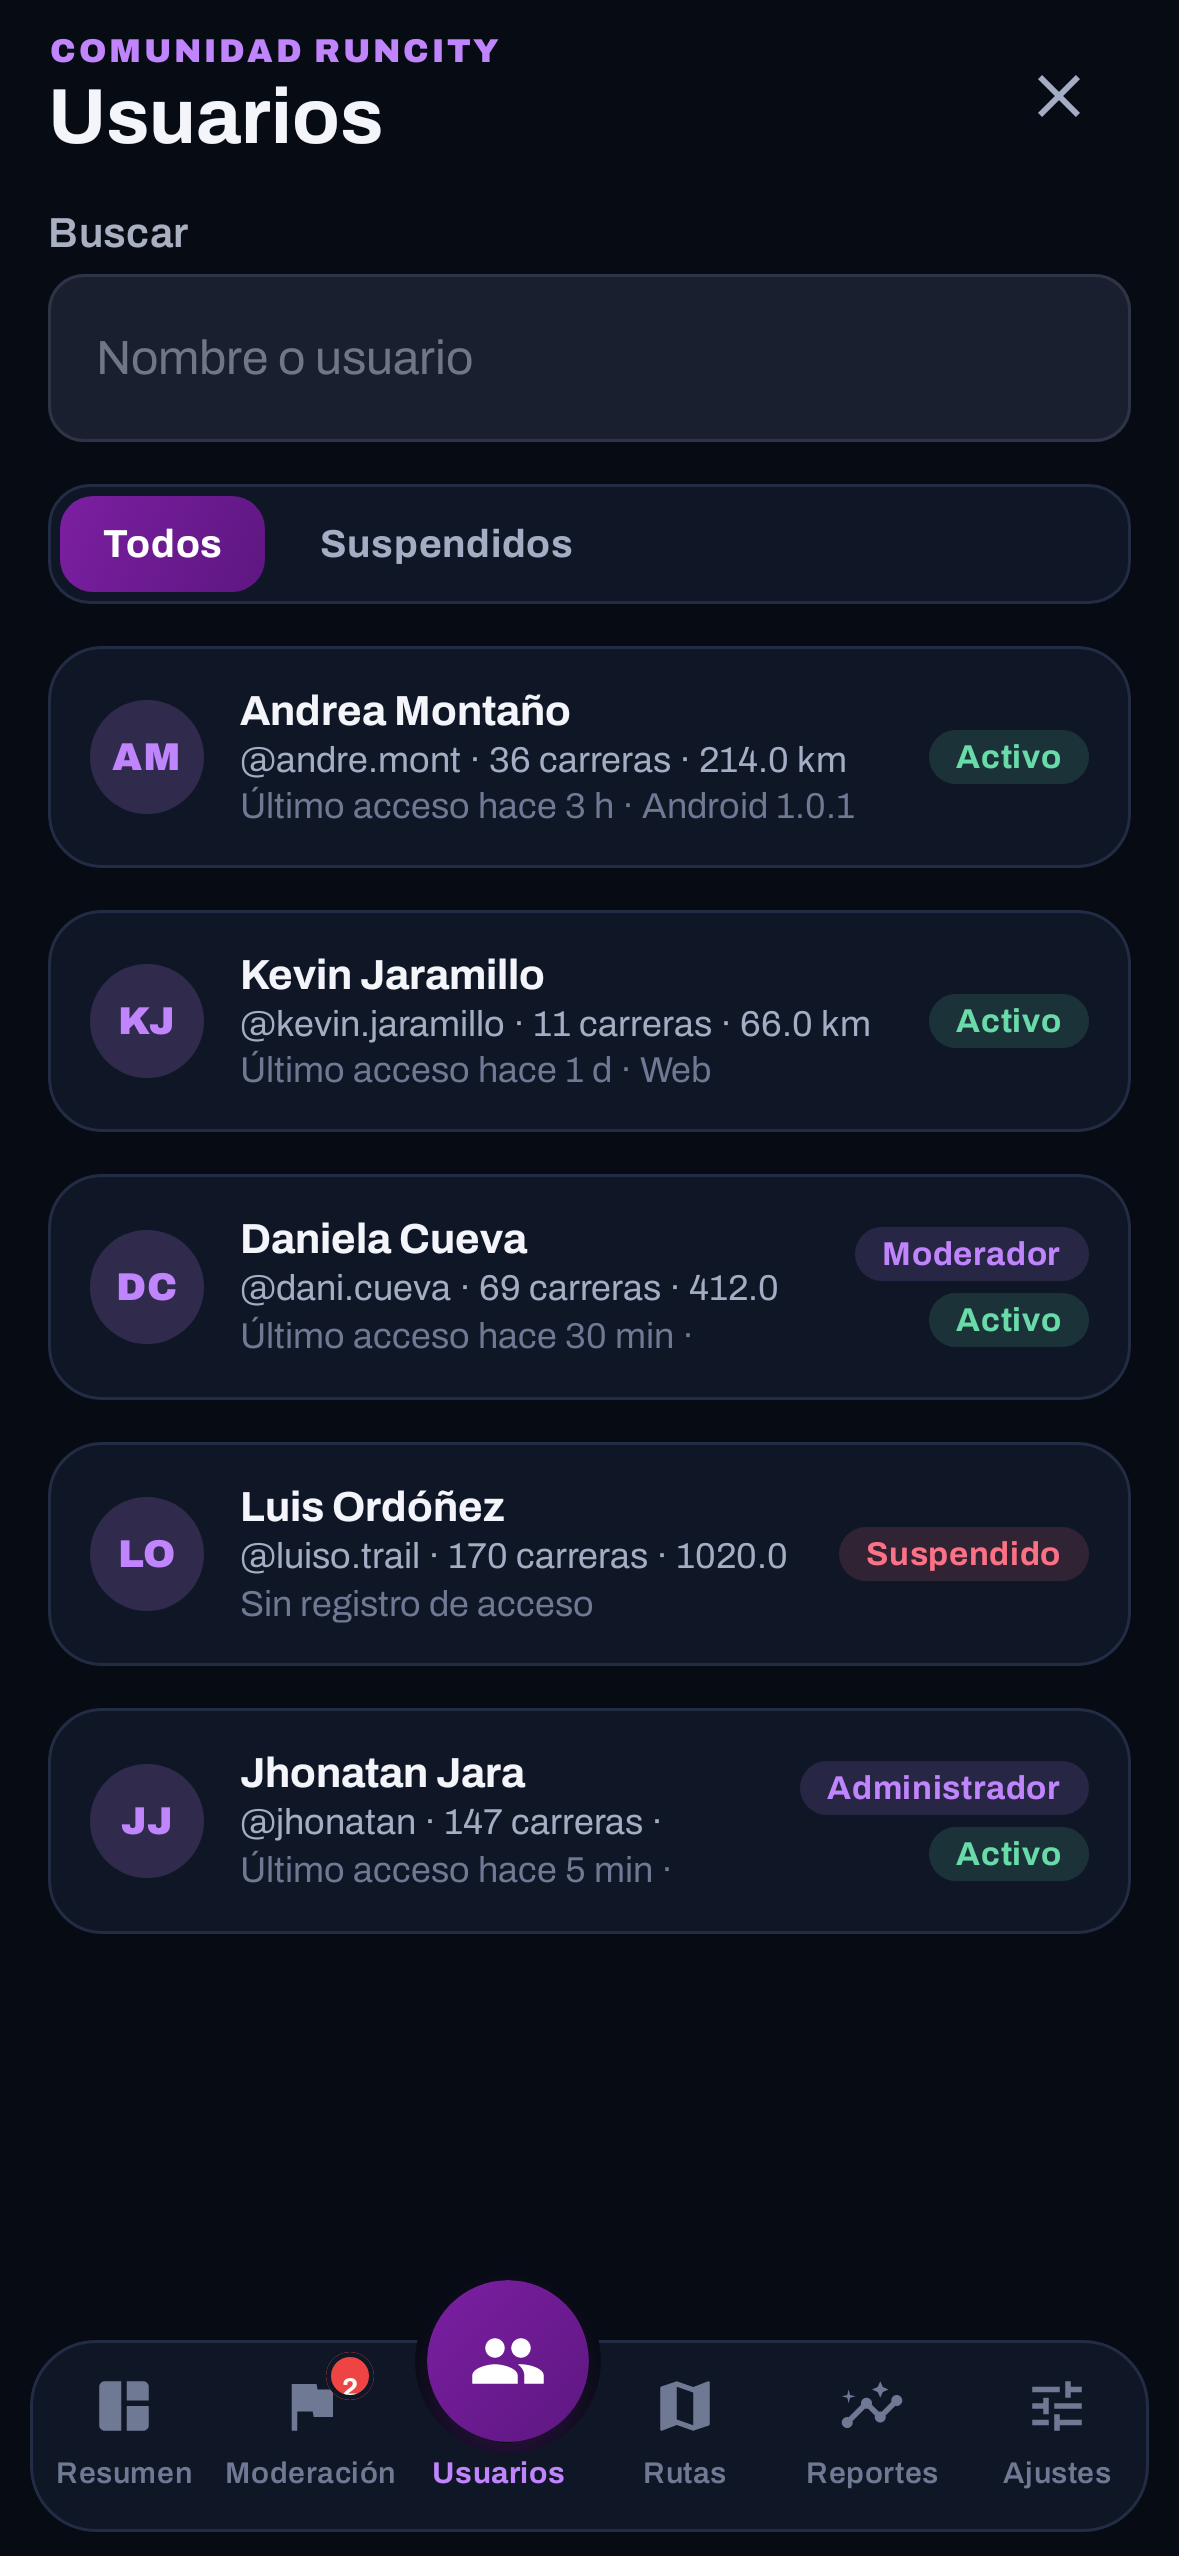 COMUNIDAD RUNCITY
Usuarios
Buscar
Nombre o usuario
Todos
Suspendidos
AM
Andrea Montaño
@andre.mont · 36 carreras · 214.0 km
Último acceso hace 3 h · Android 1.0.1
Activo
KJ
Kevin Jaramillo
@kevin.jaramillo · 11 carreras · 66.0 km
Último acceso hace 1 d · Web
Activo
DC
Daniela Cueva
@dani.cueva · 69 carreras · 412.0
Último acceso hace 30 min ·
Moderador
Activo
LO
Luis Ordóñez
@luiso.trail · 170 carreras · 1020.0
Sin registro de acceso
Suspendido
JJ
Jhonatan Jara
@jhonatan · 147 carreras ·
Último acceso hace 5 min ·
Administrador
Activo
2
Resumen
Moderación
Usuarios
Rutas
Reportes
Ajustes